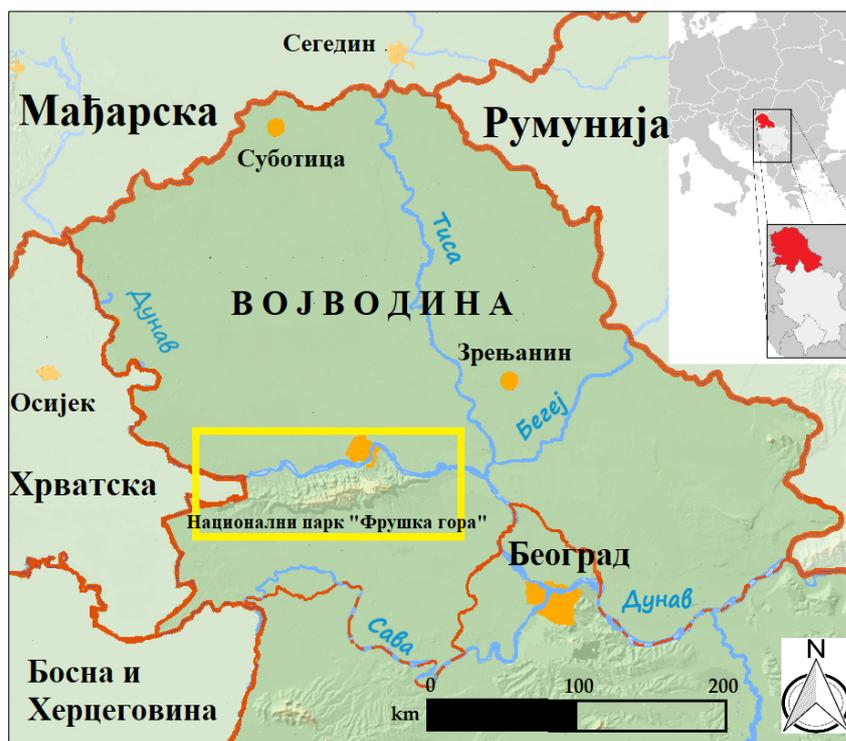 Сегедин
Мађарска
Румунија
Суботица
Тиса
ВОЈВОДИНА
Дунав
Зрењанин
Осијек
Бегеј
Хрватска
Национални парк "Фрушка гора"
Београд
Дунав
Сава
Босна и
Херцеговина
0 100 200
km
N